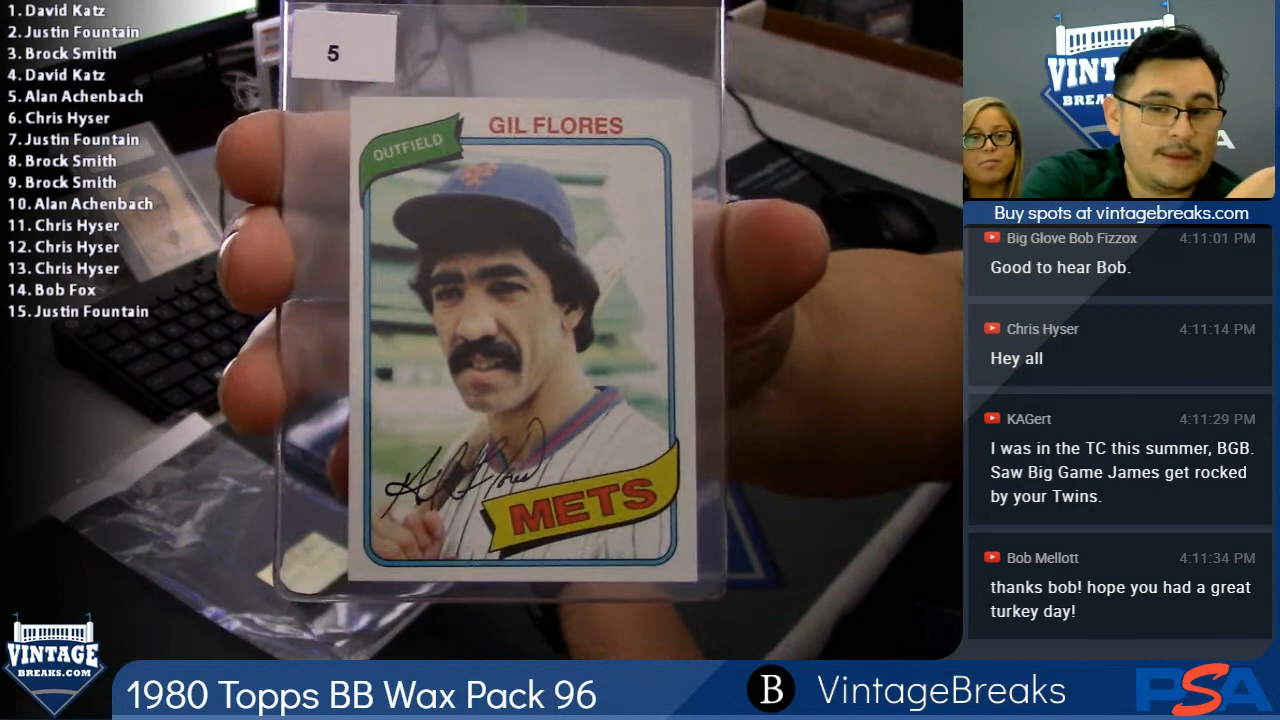 1. David Katz
2. Justin Fountain
3. Brock Smith
4. David Katz
5. Alan Achenbach
6. Chris Hyser
7. Justin Fountain
8. Brock Smith
9. Brock Smith
10. Alan Achenbach
11. Chris Hyser
12. Chris Hyser
13. Chris Hyser
14. Bob Fox
15. Justin Fountain
5
GIL FLORES
OUTFIELD
Gil Flores
METS
VINT
BREA
A
Buy spots at vintagebreaks.com
Big Glove Bob Fizzox 4:11:01 PM
Good to hear Bob.
Chris Hyser 4:11:14 PM
Hey all
KAGert 4:11:29 PM
I was in the TC this summer, BGB.
Saw Big Game James get rocked
by your Twins.
Bob Mellott 4:11:34 PM
thanks bob! hope you had a great
turkey day!
VINTAGE
BREAKS.COM
1980 Topps BB Wax Pack 96
B VintageBreaks
PSA